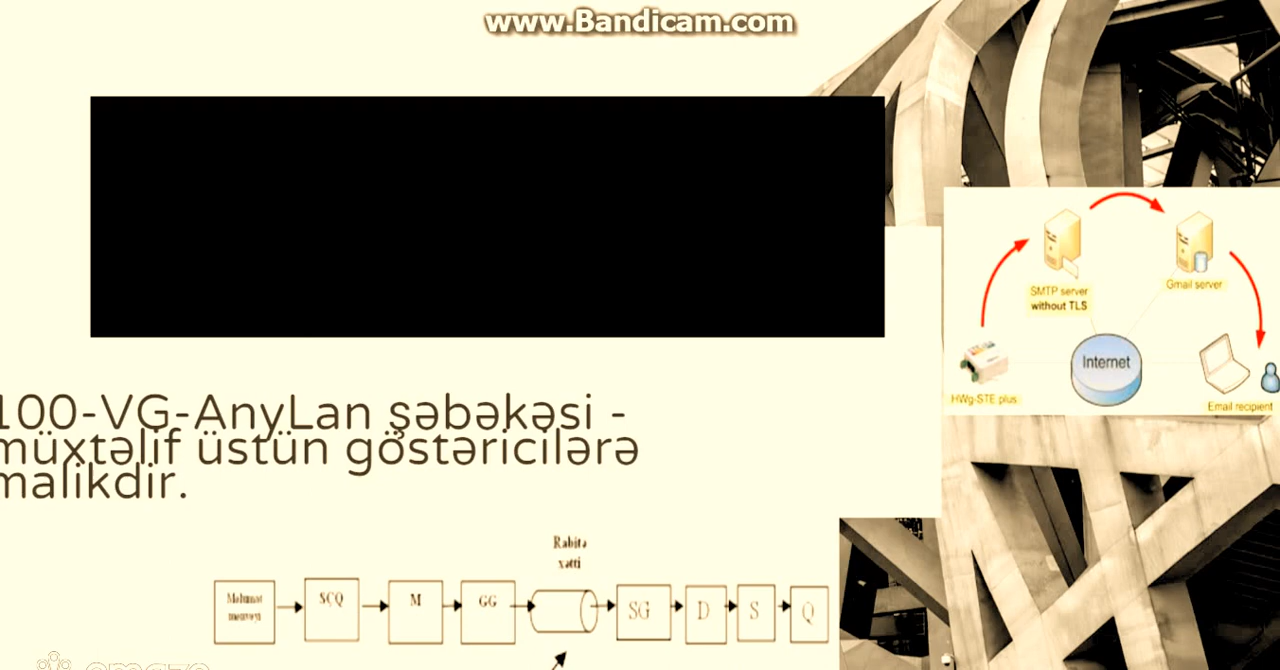 www.Bandicam.com
SMTP server
without TLS
Gmail server
Internet
HWg-STE plus
Email recipient
100-VG-AnyLan şəbəkəsi -
müxtəlif üstün göstəricilərə
malikdir.
Rabitə
xətti
Məlumat
mənbəyi
SÇQ
M
GG
SG
D
S
Q
emaze